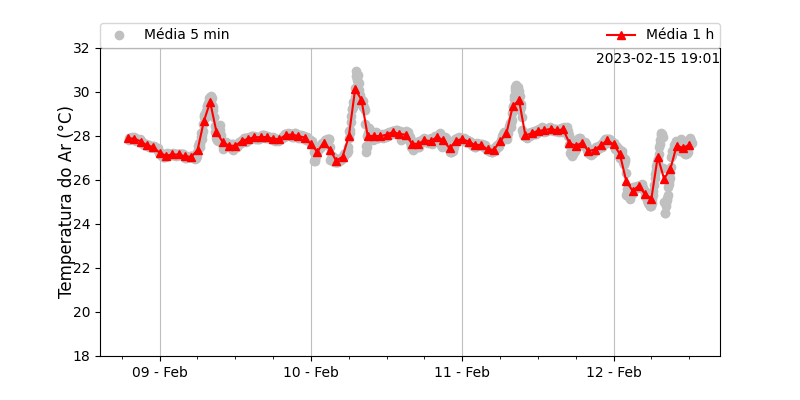 Média 5 min
Média 1 h
2023-02-15 19:01
Temperatura do Ar (°C)
32
30
28
26
24
22
20
18
09 - Feb
10 - Feb
11 - Feb
12 - Feb